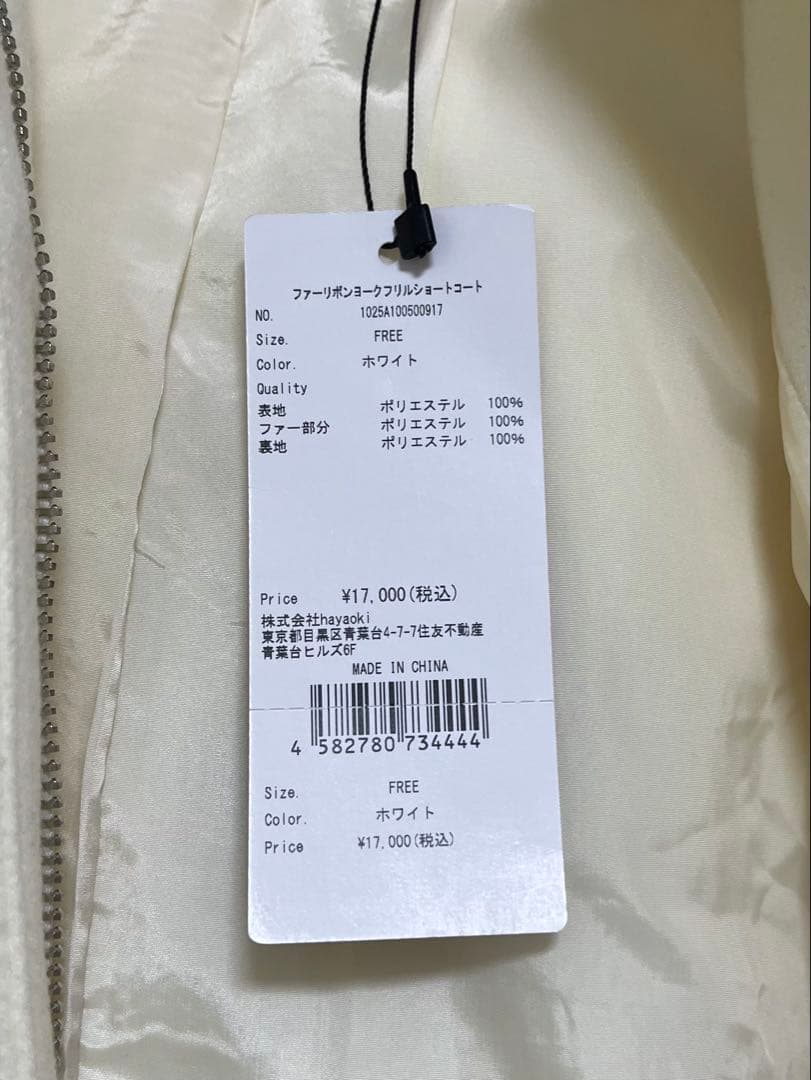 ファーリボンヨークフリルショートコート
NO. 1025A100500917
Size. FREE
Color. ホワイト
Quality
表地 ポリエステル 100%
ファー部分 ポリエステル 100%
裏地 ポリエステル 100%
Price ¥17,000(税込)
株式会社hayaoki
東京都目黒区青葉台4-7-7住友不動産
青葉台ヒルズ6F
MADE IN CHINA
4 582780 734444
Size. FREE
Color. ホワイト
Price ¥17,000(税込)